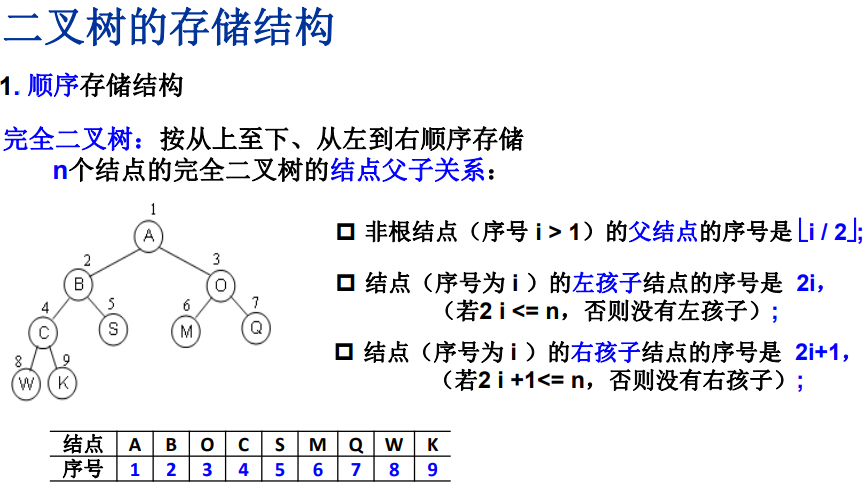 二叉树的存储结构
1. 顺序存储结构
完全二叉树：按从上至下、从左到右顺序存储
n个结点的完全二叉树的结点父子关系：
1
A
2
3
B
O
4
5
6
7
C
S
M
Q
8
9
W
K
非根结点（序号 i > 1）的父结点的序号是 ⌊i / 2⌋;
结点（序号为 i ）的左孩子结点的序号是 2i，
（若2 i <= n，否则没有左孩子）;
结点（序号为 i ）的右孩子结点的序号是 2i+1，
（若2 i +1<= n，否则没有右孩子）;
结点 A B O C S M Q W K
序号 1 2 3 4 5 6 7 8 9